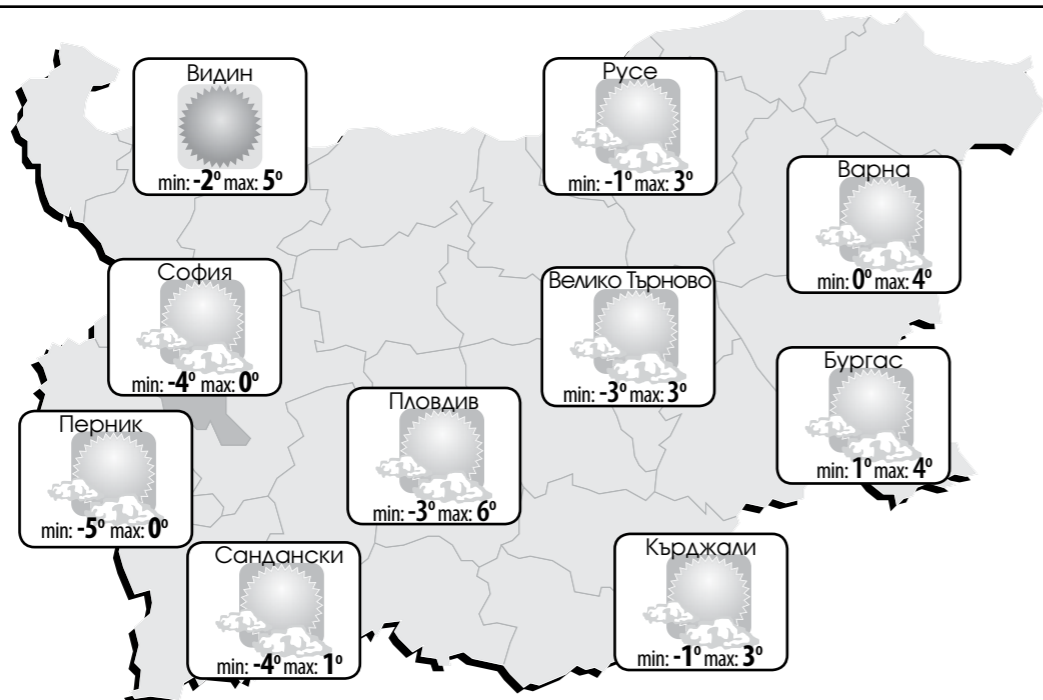 Видин
min: -2° max: 5°
Русе
min: -1° max: 3°
Варна
min: 0° max: 4°
София
min: -4° max: 0°
Велико Търново
min: -3° max: 3°
Бургас
min: 1° max: 4°
Пловдив
min: -3° max: 6°
Перник
min: -5° max: 0°
Сандански
min: -4° max: 1°
Кърджали
min: -1° max: 3°